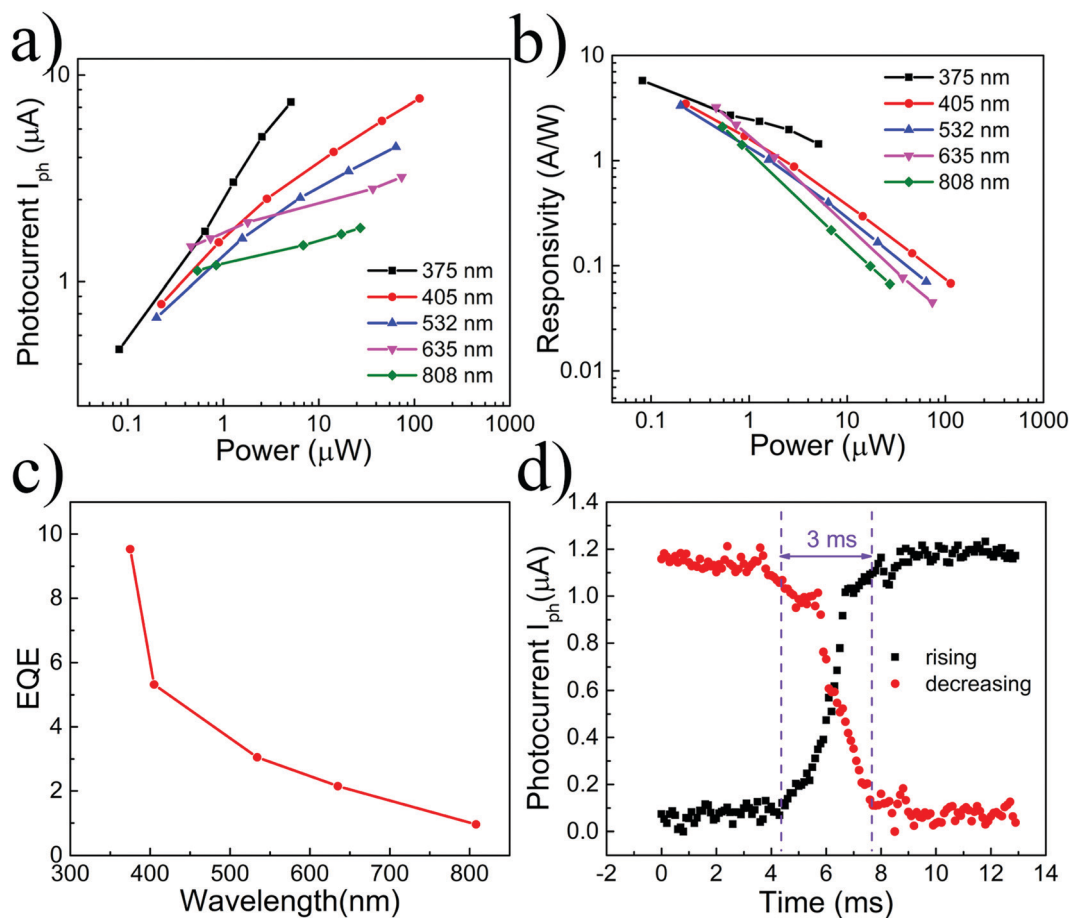 a)
Photocurrent I_ph (μA)
10
1
0.1
1
10
100
1000
Power (μW)
375 nm
405 nm
532 nm
635 nm
808 nm
b)
Responsivity (A/W)
10
1
0.1
0.01
0.1
1
10
100
1000
Power (μW)
375 nm
405 nm
532 nm
635 nm
808 nm
c)
EQE
10
8
6
4
2
0
300
400
500
600
700
800
Wavelength(nm)
d)
Photocurrent I_ph(μA)
1.4
1.2
1.0
0.8
0.6
0.4
0.2
0.0
-2
0
2
4
6
8
10
12
14
Time (ms)
3 ms
rising
decreasing